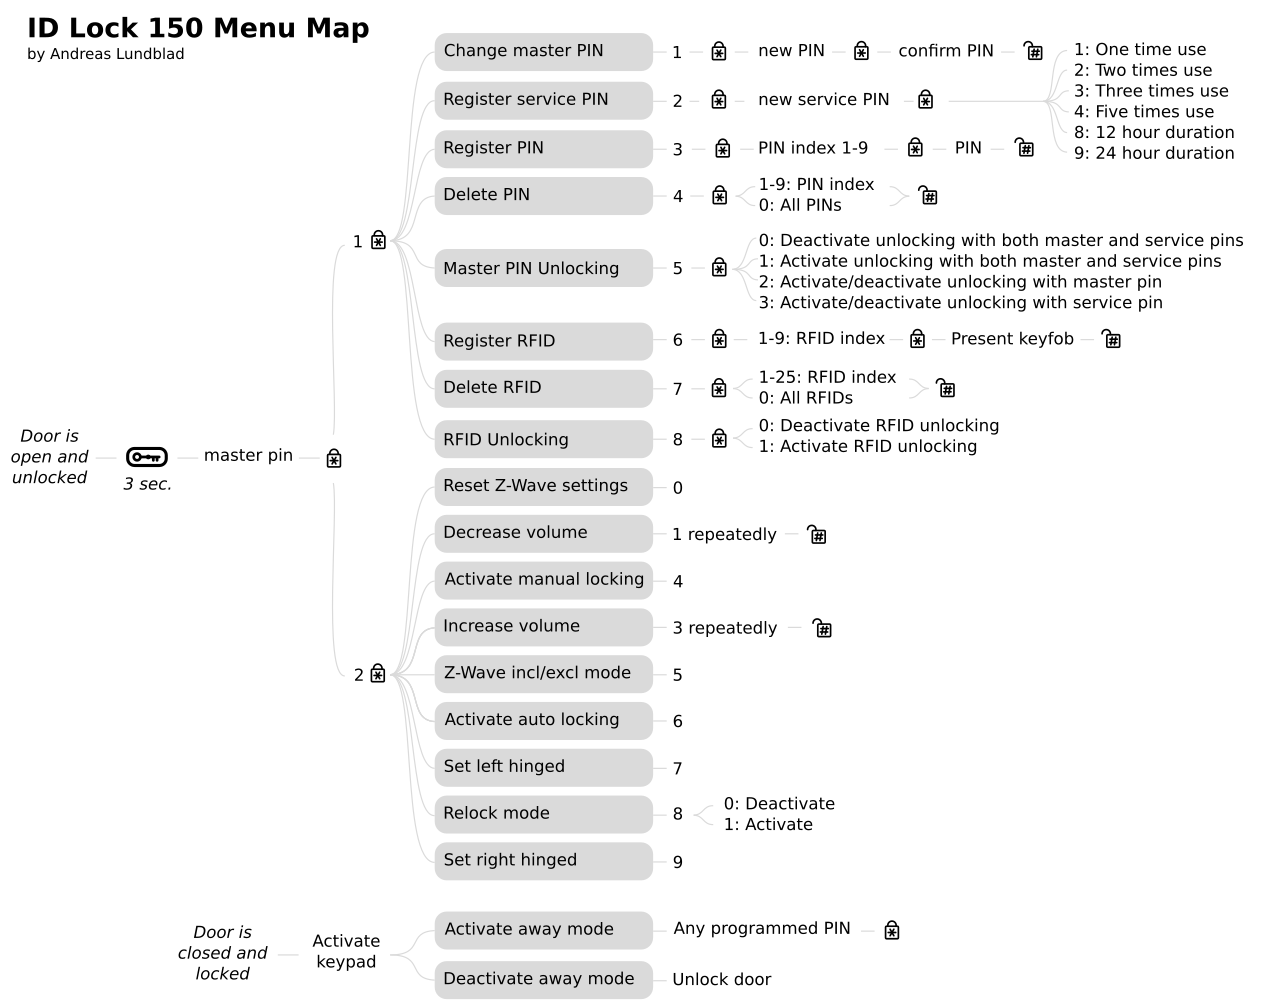 ID Lock 150 Menu Map
by Andreas Lundblad
Change master PIN 1 * new PIN * confirm PIN #
Register service PIN 2 * new service PIN *
1: One time use
2: Two times use
3: Three times use
4: Five times use
8: 12 hour duration
9: 24 hour duration
Register PIN 3 * PIN index 1-9 * PIN #
Delete PIN 4 *
1-9: PIN index
0: All PINs
#
1 *
Master PIN Unlocking 5 *
0: Deactivate unlocking with both master and service pins
1: Activate unlocking with both master and service pins
2: Activate/deactivate unlocking with master pin
3: Activate/deactivate unlocking with service pin
Register RFID 6 * 1-9: RFID index * Present keyfob #
Delete RFID 7 *
1-25: RFID index
0: All RFIDs
#
RFID Unlocking 8 *
0: Deactivate RFID unlocking
1: Activate RFID unlocking
Door is
open and
unlocked
3 sec.
master pin *
Reset Z-Wave settings 0
Decrease volume 1 repeatedly #
Activate manual locking 4
Increase volume 3 repeatedly #
2 *
Z-Wave incl/excl mode 5
Activate auto locking 6
Set left hinged 7
Relock mode 8
0: Deactivate
1: Activate
Set right hinged 9
Door is
closed and
locked
Activate
keypad
Activate away mode Any programmed PIN *
Deactivate away mode Unlock door